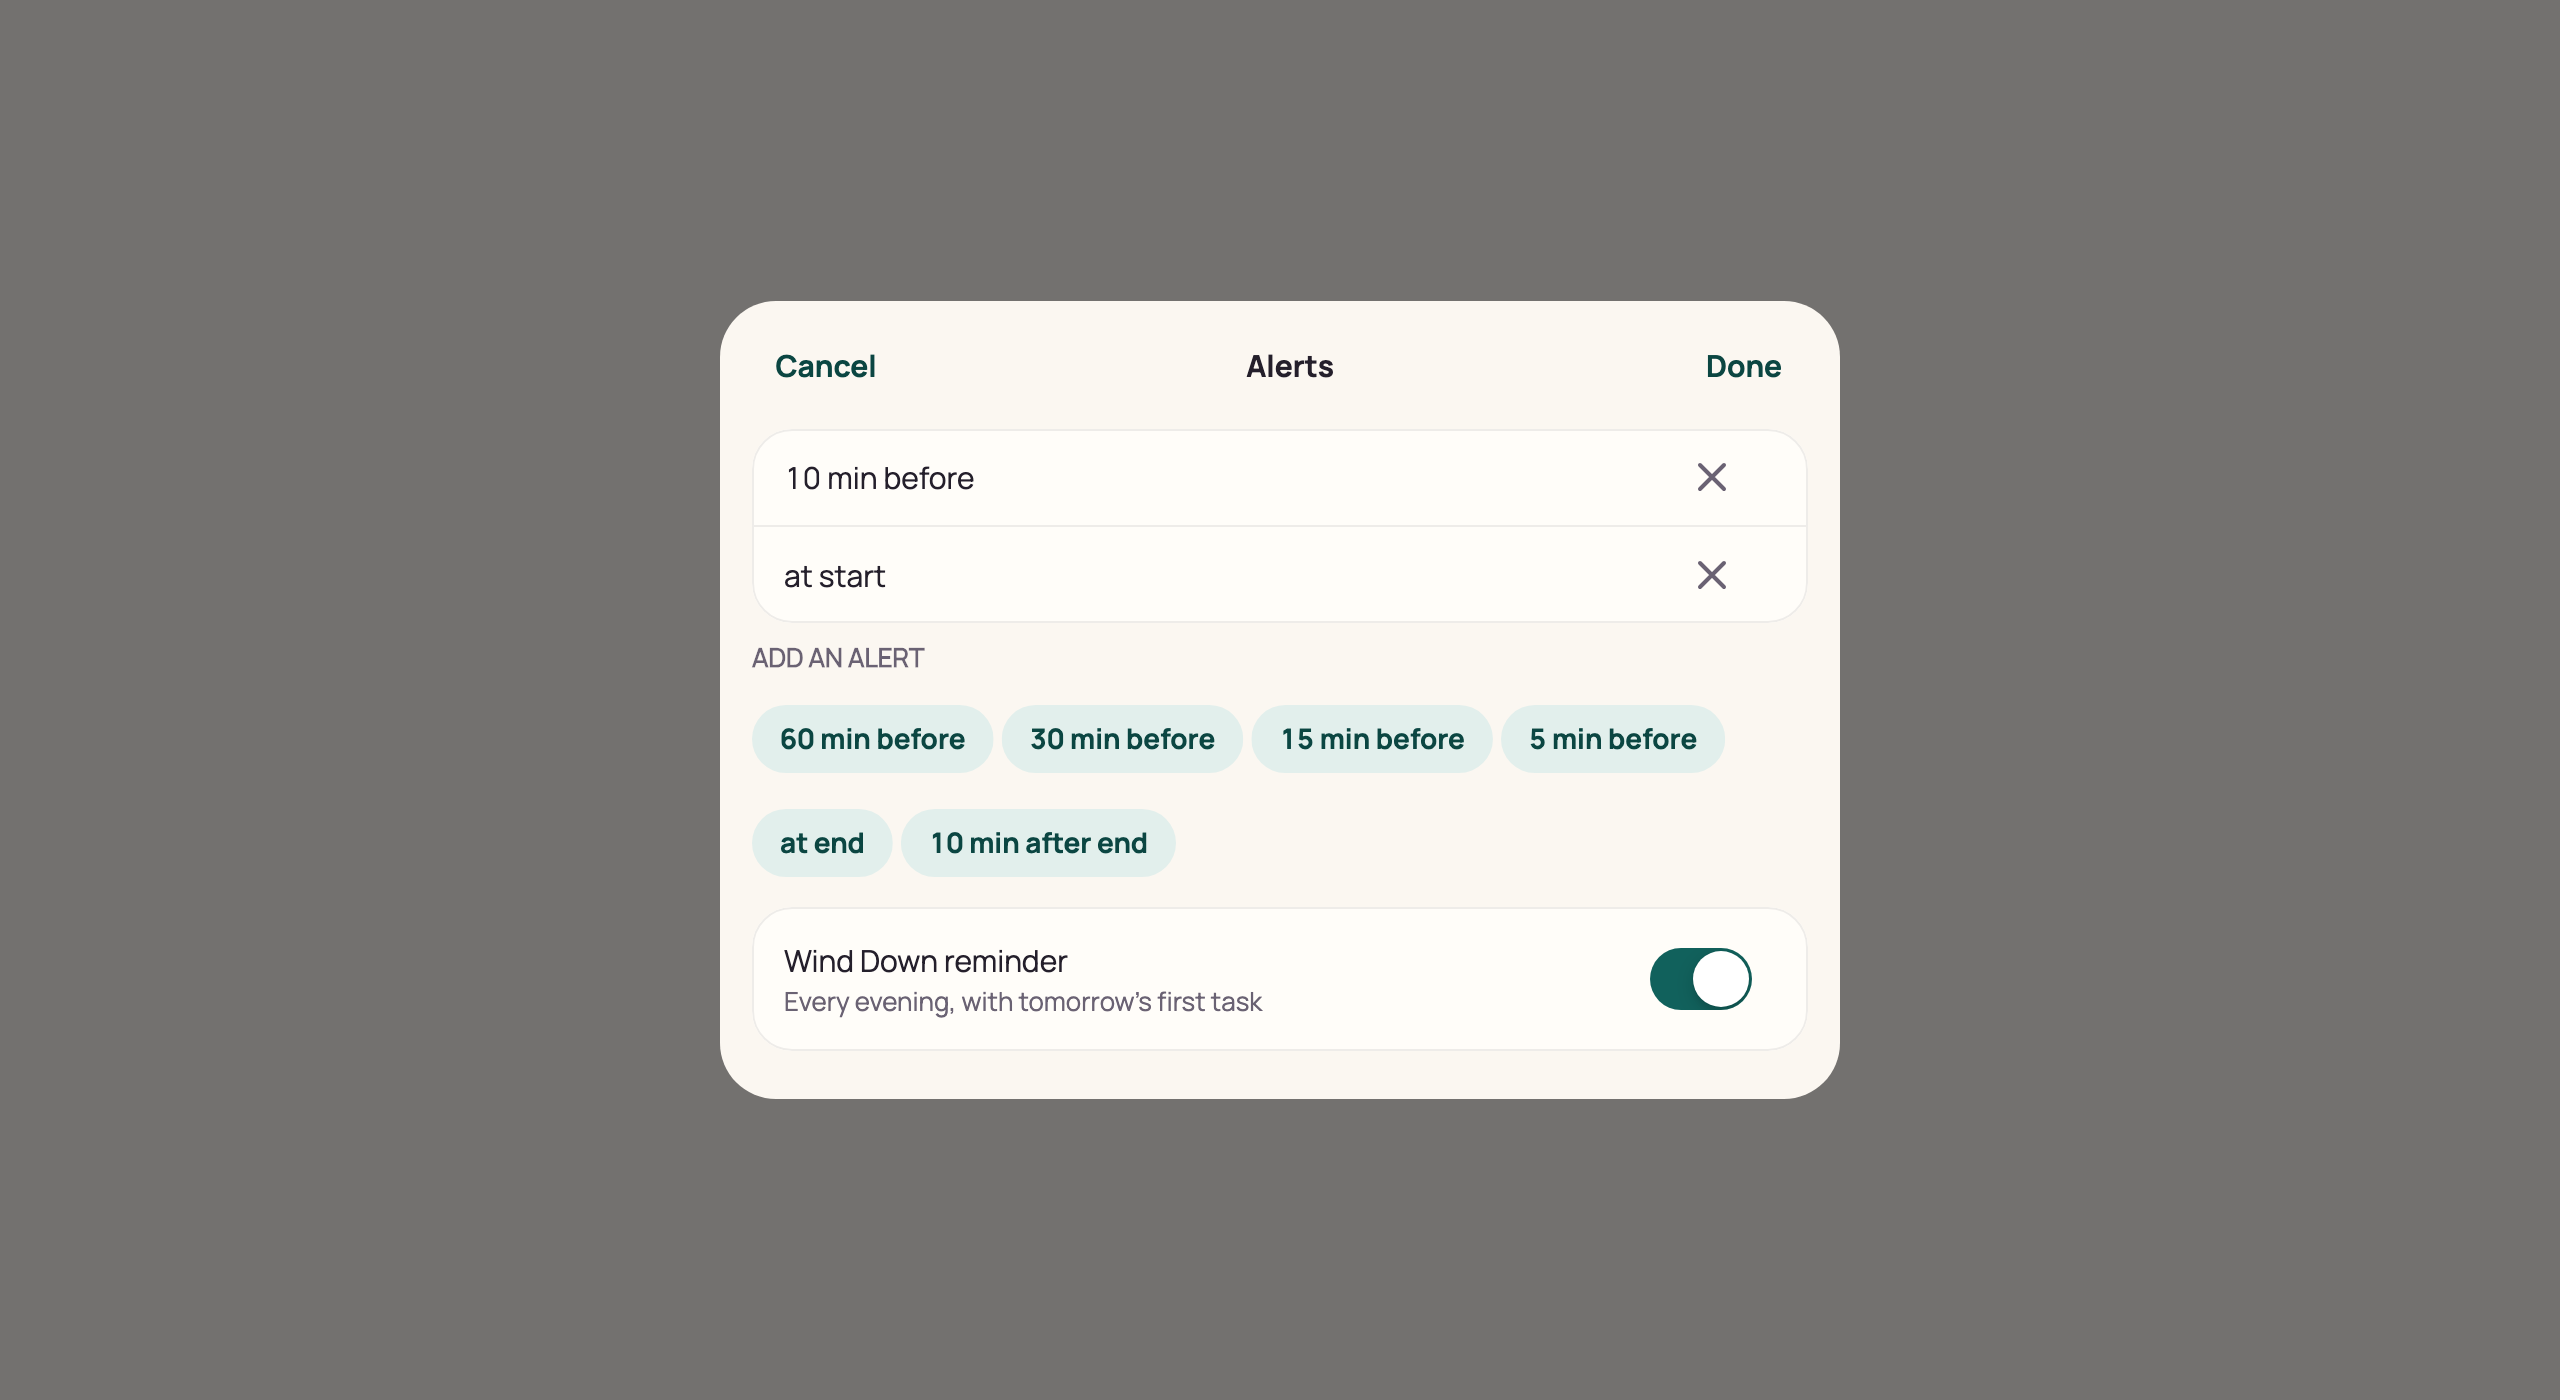 Cancel Alerts Done
10 min before
at start
ADD AN ALERT
60 min before 30 min before 15 min before 5 min before
at end 10 min after end
Wind Down reminder
Every evening, with tomorrow’s first task